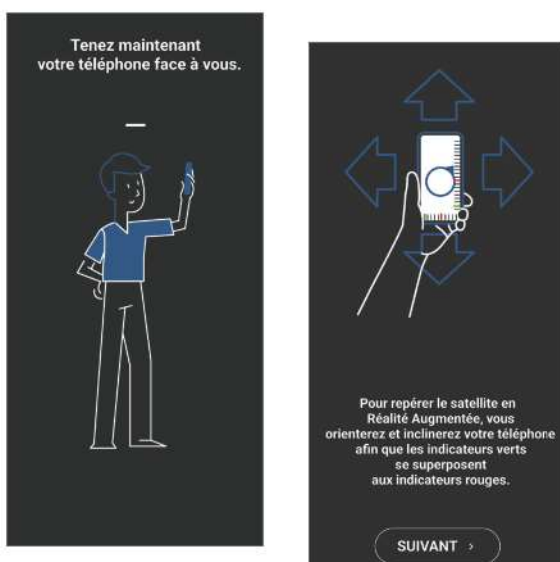 Tenez maintenant
votre téléphone face à vous.
Pour repérer le satellite en
Réalité Augmentée, vous
orienterez et inclinerez votre téléphone
afin que les indicateurs verts
se superposent
aux indicateurs rouges.
SUIVANT ›